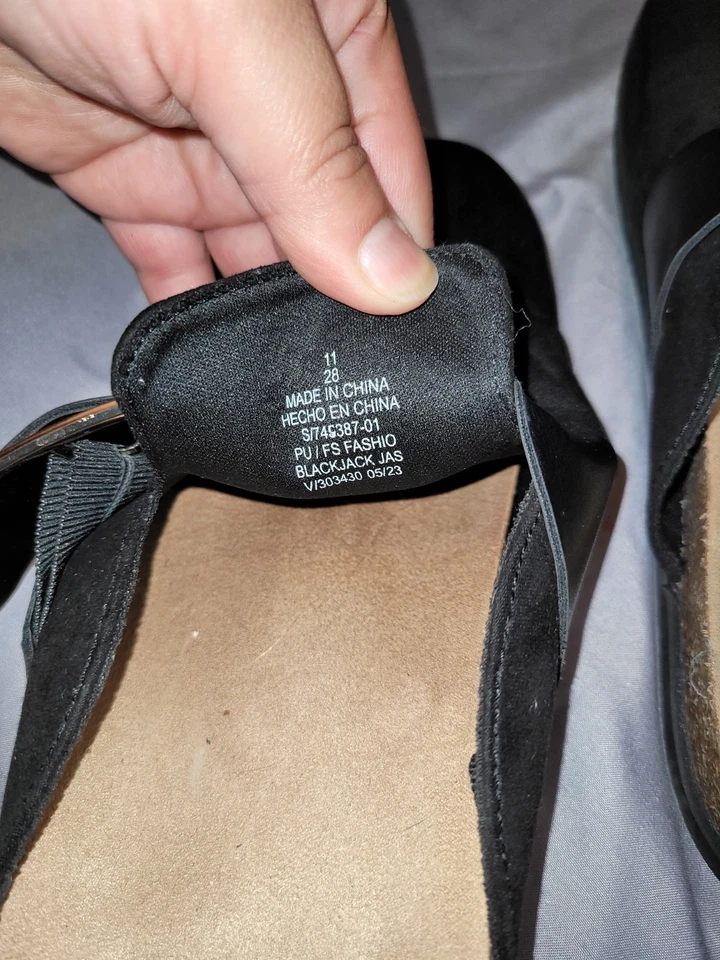 11
28
MADE IN CHINA
HECHO EN CHINA
S/745387-01
PU / FS FASHIO
BLACKJACK JAS
V/303430 05/23